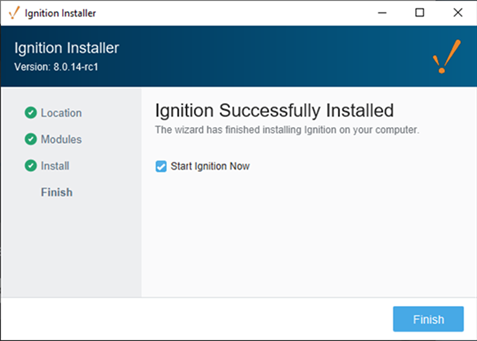 Ignition Installer
Ignition Installer
Version: 8.0.14-rc1
Location
Modules
Install
Finish
Ignition Successfully Installed
The wizard has finished installing Ignition on your computer.
Start Ignition Now
Finish